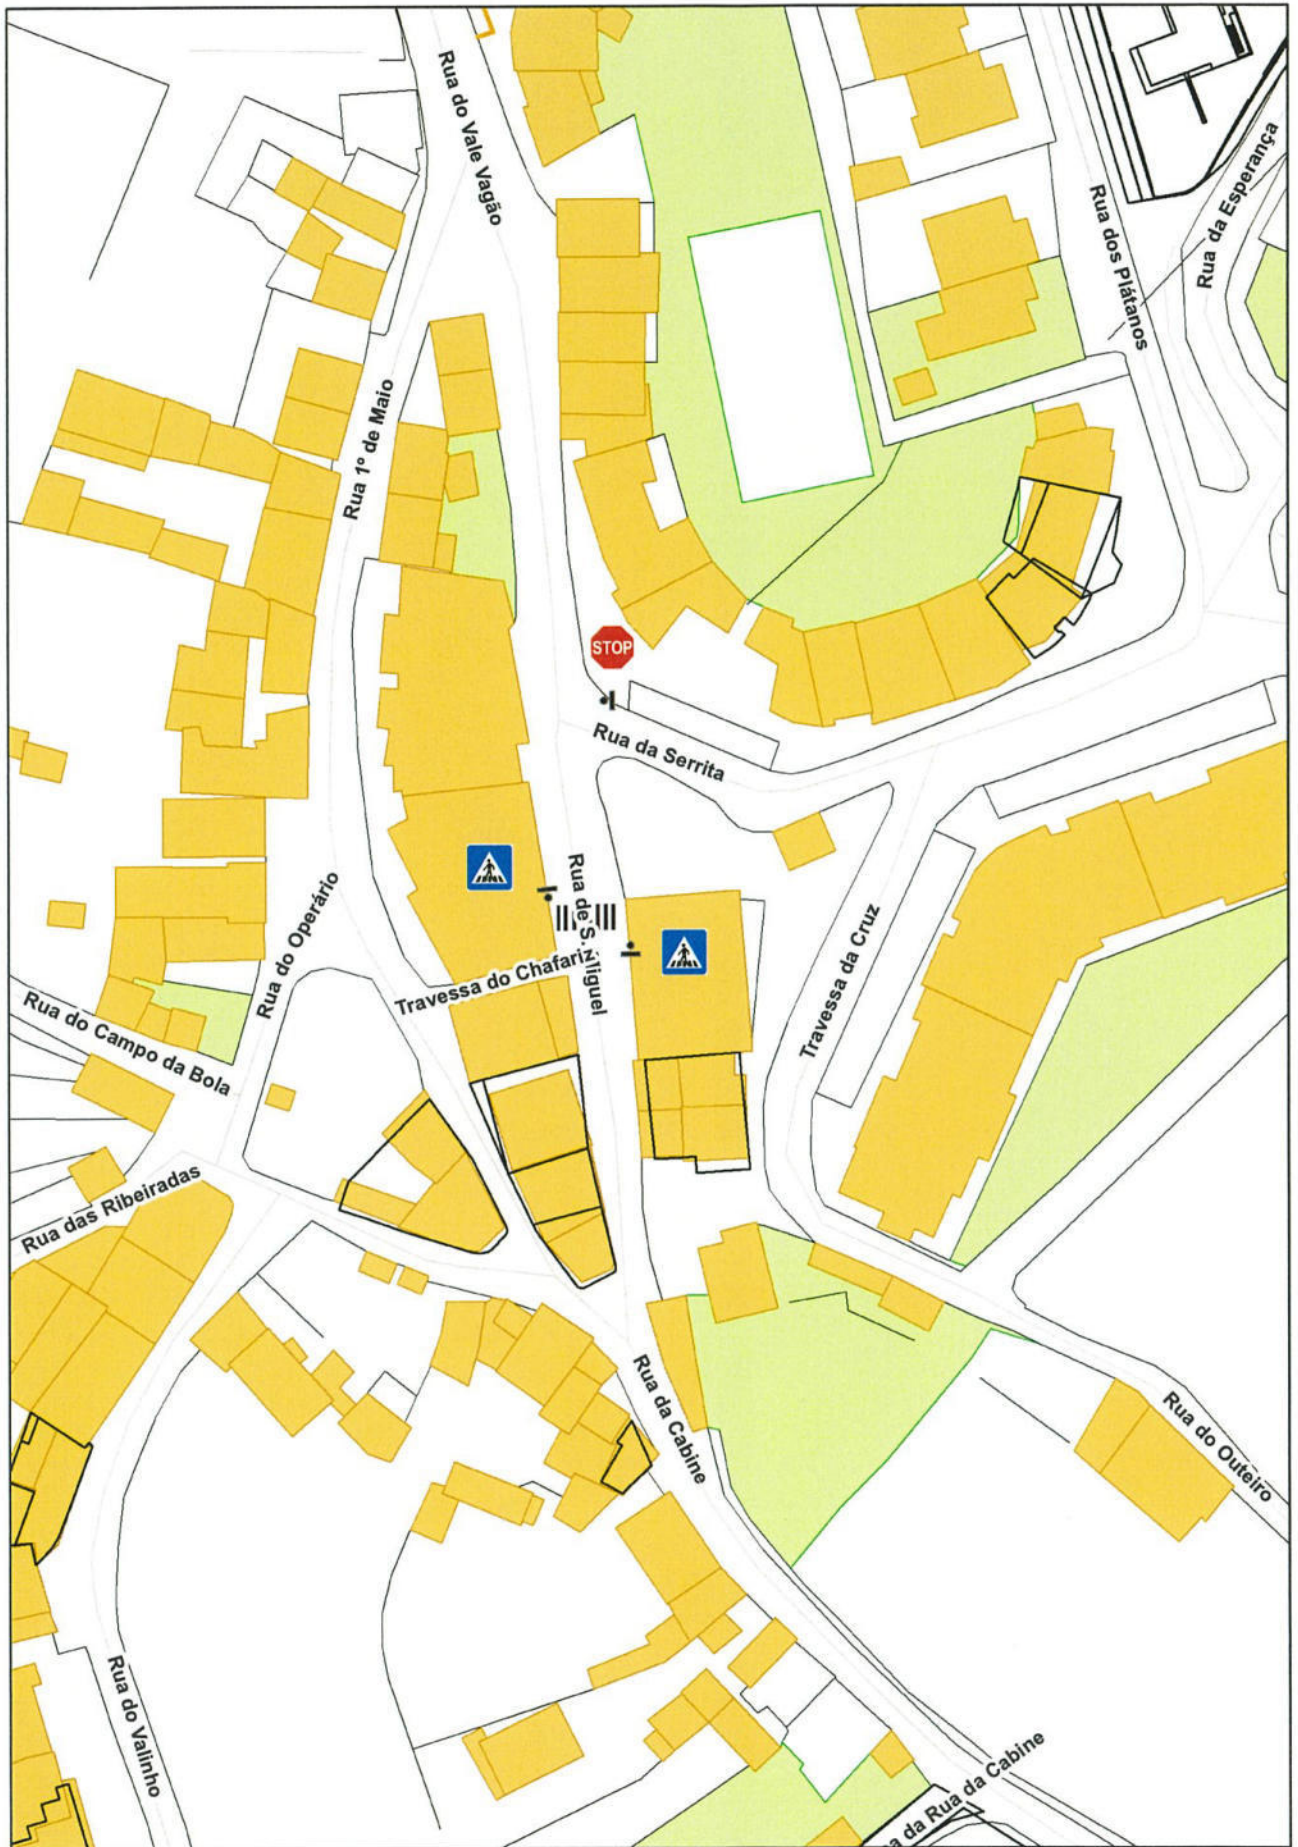 Rua do Vale Vagão
Rua da Esperança
Rua dos Plátanos
Rua 1º de Maio
STOP
Rua da Serrita
Rua de S. Miguel
Rua do Operário
Travessa da Cruz
Travessa do Chafariz
Rua do Campo da Bola
Rua das Ribeiradas
Rua da Cabine
Rua do Outeiro
Rua do Valinho
da Rua da Cabine